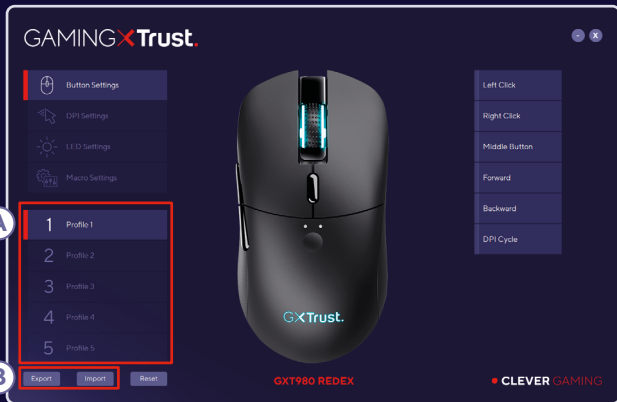 GAMING X Trust.
- x
Button Settings
DPI Settings
LED Settings
Macro Settings
A
1 Profile 1
2 Profile 2
3 Profile 3
4 Profile 4
5 Profile 5
B
Export Import Reset
GXTrust.
GXT980 REDEX
Left Click
Right Click
Middle Button
Forward
Backward
DPI Cycle
CLEVER GAMING